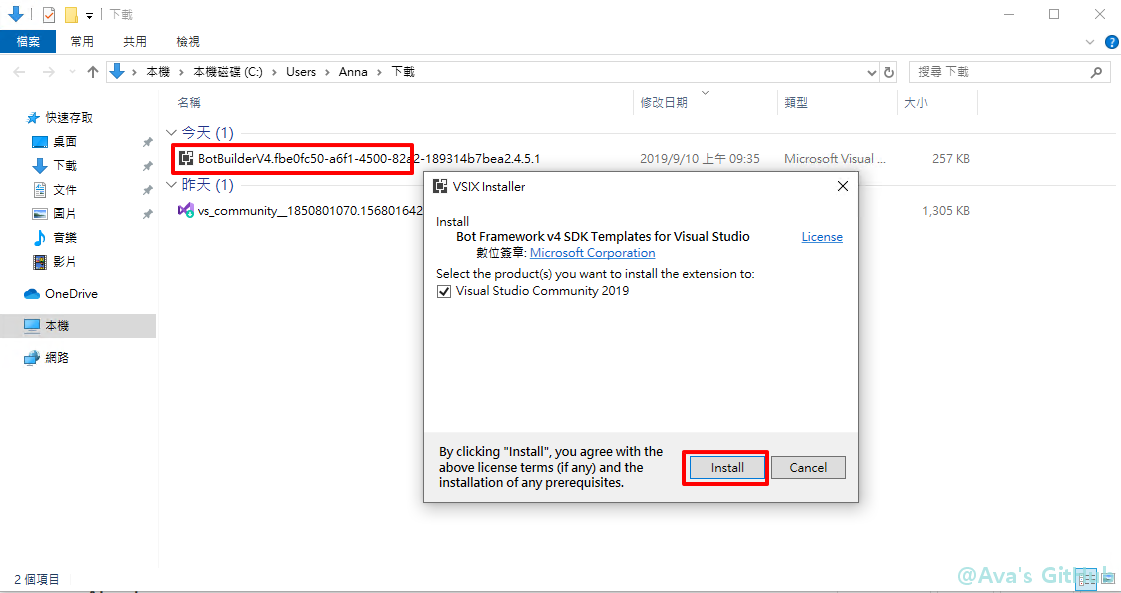 下載
檔案 常用 共用 檢視
本機 本機磁碟 (C:) Users Anna 下載 搜尋 下載
名稱 修改日期 類型 大小
快速存取
桌面
下載
文件
圖片
音樂
影片
OneDrive
本機
網路
今天 (1)
BotBuilderV4.fbe0fc50-a6f1-4500-82a2-189314b7bea2.4.5.1 2019/9/10 上午 09:35 Microsoft Visual ... 257 KB
昨天 (1)
vs_community__1850801070.156801642 1,305 KB
VSIX Installer
Install
Bot Framework v4 SDK Templates for Visual Studio License
數位簽章: Microsoft Corporation
Select the product(s) you want to install the extension to:
Visual Studio Community 2019
By clicking "Install", you agree with the
above license terms (if any) and the
installation of any prerequisites.
Install Cancel
2 個項目
@Ava's GitHub